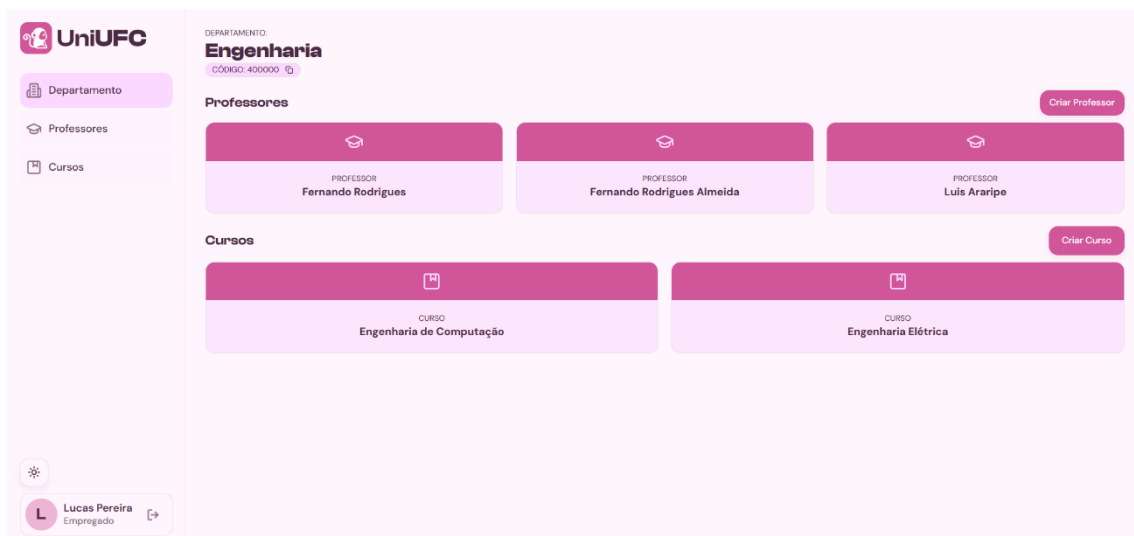 UniUFC
Departamento
Professores
Cursos
DEPARTAMENTO:
Engenharia
CÓDIGO: 400000
Professores
Criar Professor
PROFESSOR
Fernando Rodrigues
PROFESSOR
Fernando Rodrigues Almeida
PROFESSOR
Luis Araripe
Cursos
Criar Curso
CURSO
Engenharia de Computação
CURSO
Engenharia Elétrica
L
Lucas Pereira
Empregado